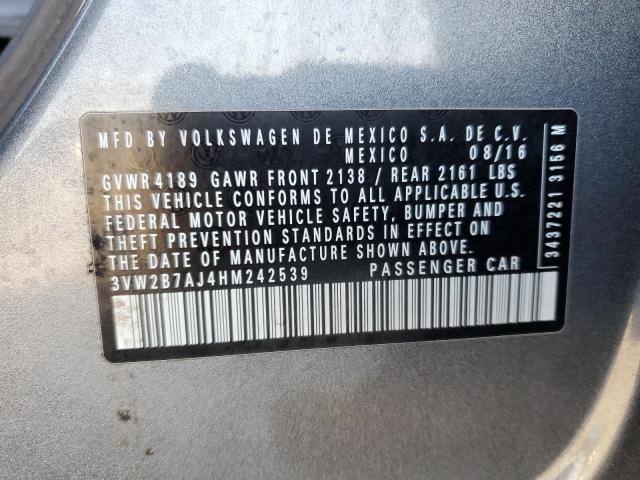 MFD BY VOLKSWAGEN DE MEXICO S.A. DE C.V.
MEXICO 08/16
GVWR 4189 GAWR FRONT 2138 / REAR 2161 LBS
THIS VEHICLE CONFORMS TO ALL APPLICABLE U.S.
FEDERAL MOTOR VEHICLE SAFETY, BUMPER AND
THEFT PREVENTION STANDARDS IN EFFECT ON
THE DATE OF MANUFACTURE SHOWN ABOVE.
3VW2B7AJ4HM242539 PASSENGER CAR
3437221 3156 M